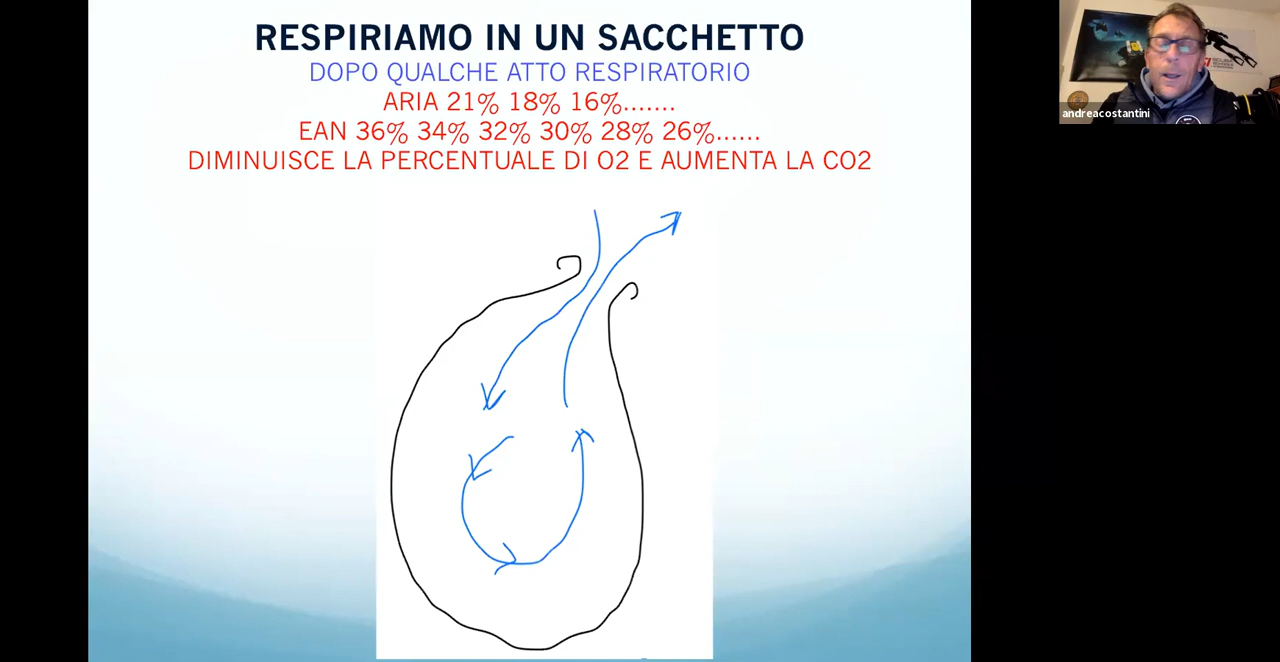 RESPIRIAMO IN UN SACCHETTO
DOPO QUALCHE ATTO RESPIRATORIO
ARIA 21% 18% 16%.......
EAN 36% 34% 32% 30% 28% 26%......
DIMINUISCE LA PERCENTUALE DI O2 E AUMENTA LA CO2
andreacostantini